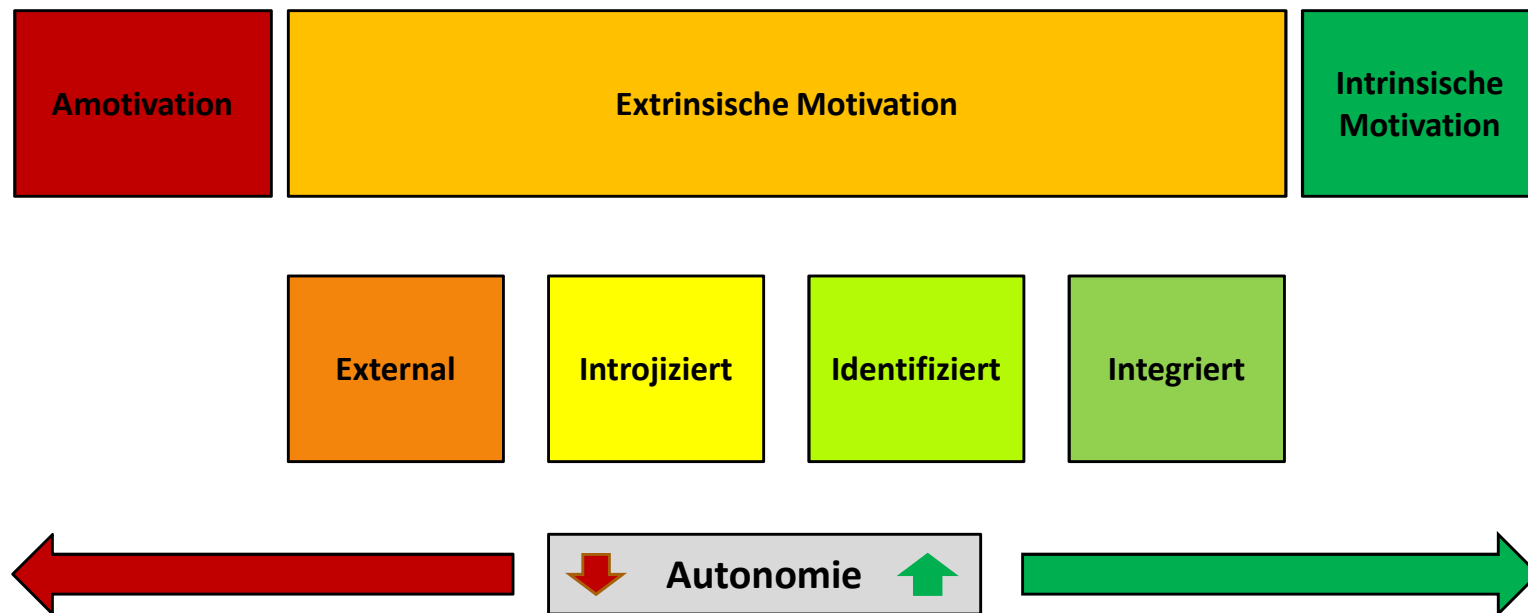 Amotivation
Extrinsische Motivation
Intrinsische
Motivation
External
Introjiziert
Identifiziert
Integriert
Autonomie